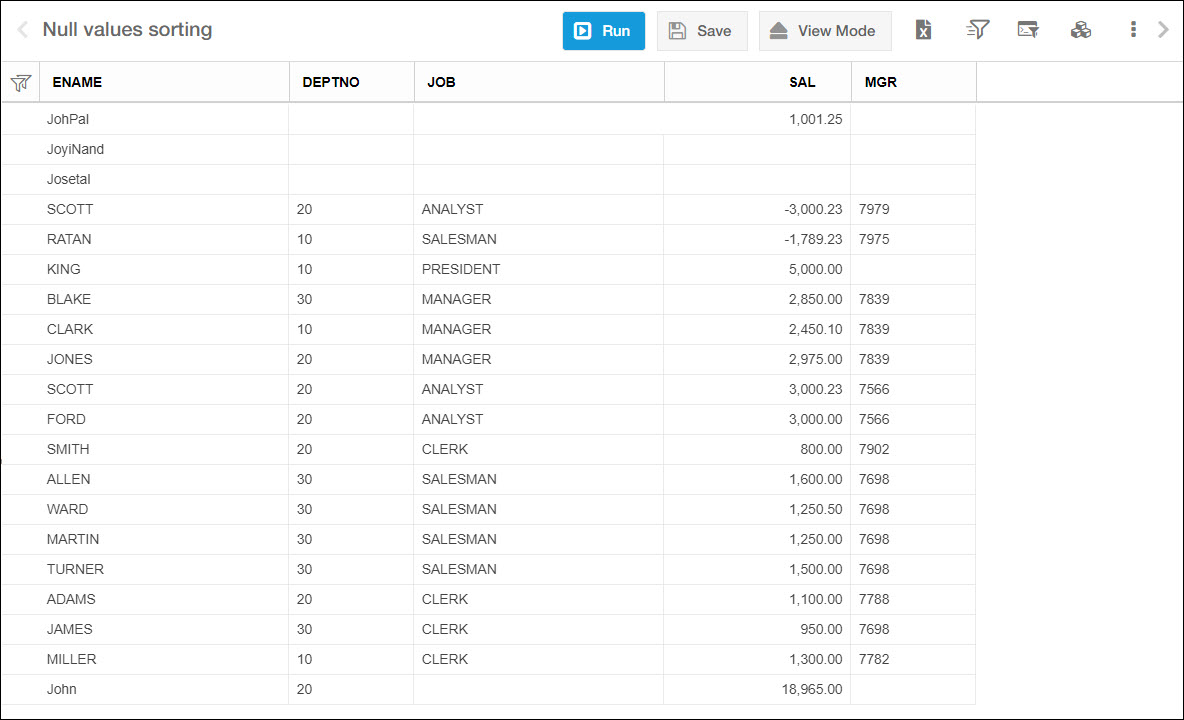 Null values sorting Run Save View Mode
ENAME DEPTNO JOB SAL MGR
JohPal 1,001.25
JoyiNand
Josetal
SCOTT 20 ANALYST -3,000.23 7979
RATAN 10 SALESMAN -1,789.23 7975
KING 10 PRESIDENT 5,000.00
BLAKE 30 MANAGER 2,850.00 7839
CLARK 10 MANAGER 2,450.10 7839
JONES 20 MANAGER 2,975.00 7839
SCOTT 20 ANALYST 3,000.23 7566
FORD 20 ANALYST 3,000.00 7566
SMITH 20 CLERK 800.00 7902
ALLEN 30 SALESMAN 1,600.00 7698
WARD 30 SALESMAN 1,250.50 7698
MARTIN 30 SALESMAN 1,250.00 7698
TURNER 30 SALESMAN 1,500.00 7698
ADAMS 20 CLERK 1,100.00 7788
JAMES 30 CLERK 950.00 7698
MILLER 10 CLERK 1,300.00 7782
John 20 18,965.00